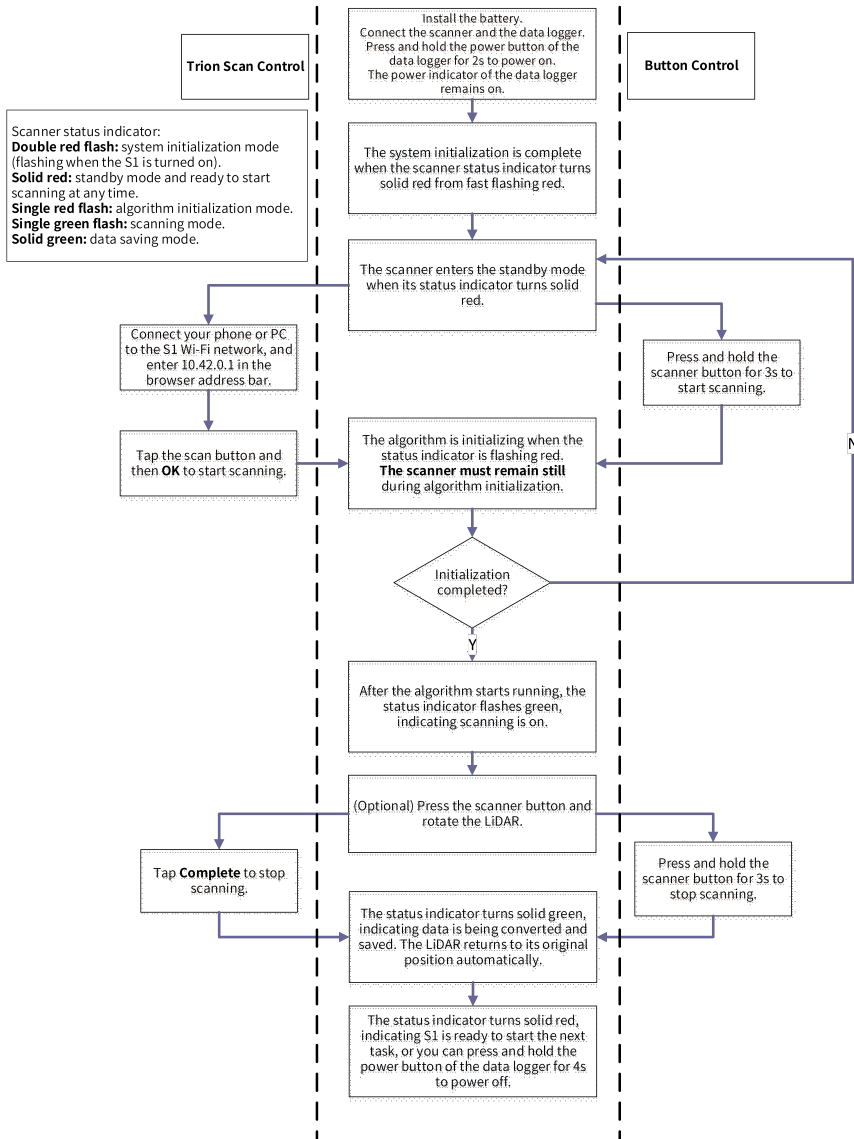 Install the battery.
Connect the scanner and the data logger.
Press and hold the power button of the
data logger for 2s to power on.
The power indicator of the data logger
remains on.
Trion Scan Control
Button Control
Scanner status indicator:
Double red flash: system initialization mode
(flashing when the S1 is turned on).
Solid red: standby mode and ready to start
scanning at any time.
Single red flash: algorithm initialization mode.
Single green flash: scanning mode.
Solid green: data saving mode.
The system initialization is complete
when the scanner status indicator turns
solid red from fast flashing red.
The scanner enters the standby mode
when its status indicator turns solid
red.
Connect your phone or PC
to the S1 Wi-Fi network, and
enter 10.42.0.1 in the
browser address bar.
Press and hold the
scanner button for 3s to
start scanning.
Tap the scan button and
then OK to start scanning.
The algorithm is initializing when the
status indicator is flashing red.
The scanner must remain still
during algorithm initialization.
N
Initialization
completed?
Y
After the algorithm starts running, the
status indicator flashes green,
indicating scanning is on.
(Optional) Press the scanner button and
rotate the LiDAR.
Tap Complete to stop
scanning.
Press and hold the
scanner button for 3s to
stop scanning.
The status indicator turns solid green,
indicating data is being converted and
saved. The LiDAR returns to its original
position automatically.
The status indicator turns solid red,
indicating S1 is ready to start the next
task, or you can press and hold the
power button of the data logger for 4s
to power off.